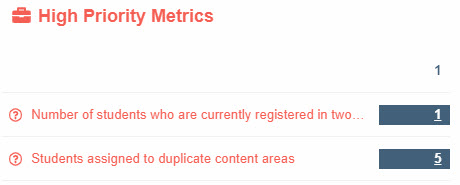 High Priority Metrics
1
Number of students who are currently registered in two… 1
Students assigned to duplicate content areas 5